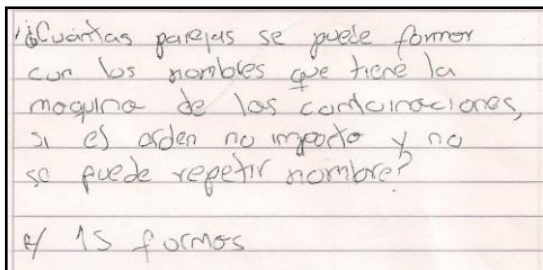 ¿Cuántas parejas se puede formar
con los nombres que tiene la
maquina de las combinaciones,
si el orden no importa y no
se puede repetir nombre?
R/ 15 formas